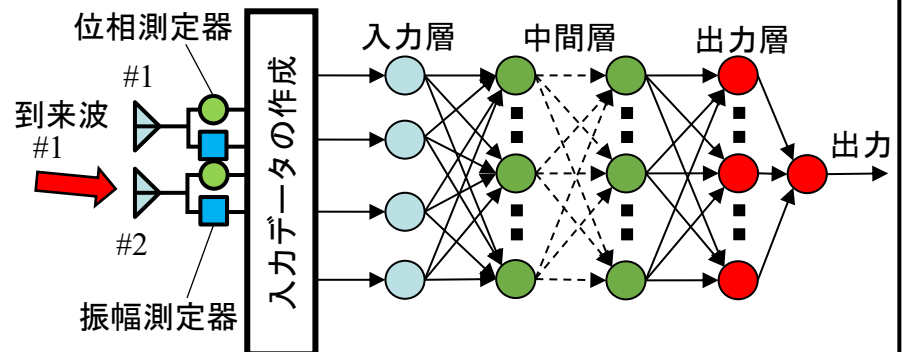 位相測定器
#1
到来波
#1
#2
振幅測定器
入力データの作成
入力層
中間層
出力層
出力